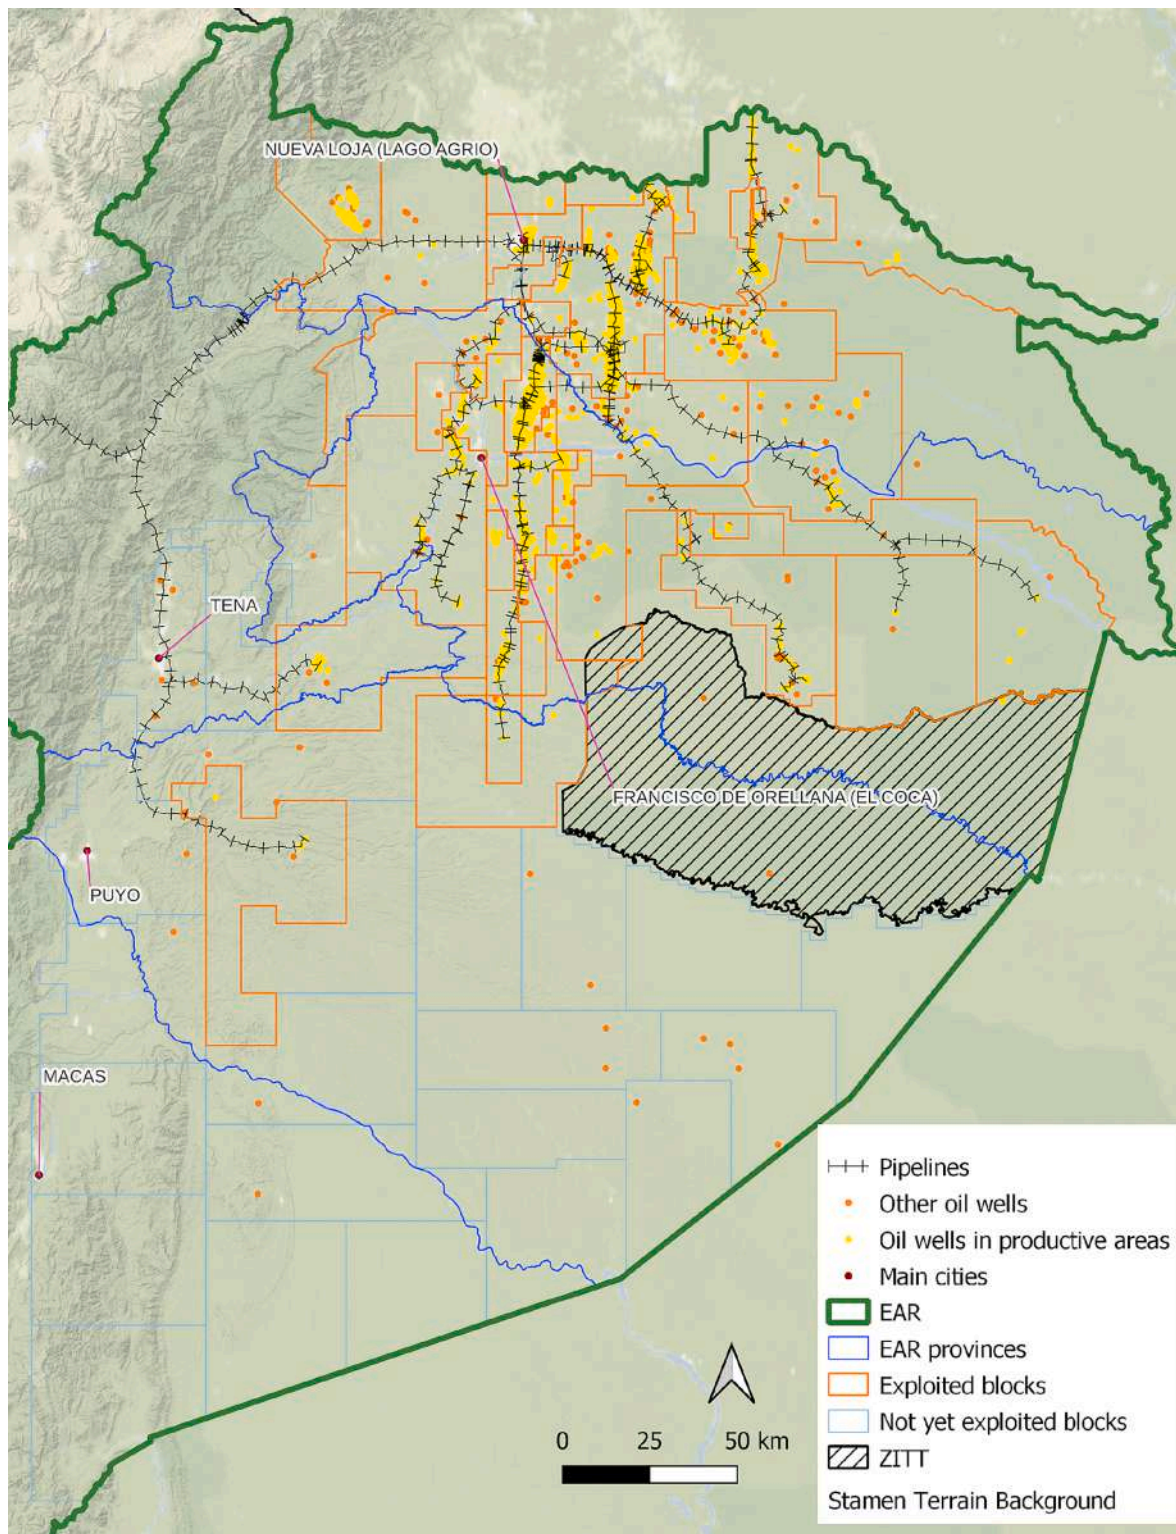 NUEVA LOJA (LAGO AGRIO)
TENA
FRANCISCO DE ORELLANA (EL COCA)
PUYO
MACAS
Pipelines
Other oil wells
Oil wells in productive areas
Main cities
EAR
EAR provinces
Exploited blocks
Not yet exploited blocks
ZITT
Stamen Terrain Background
0 25 50 km